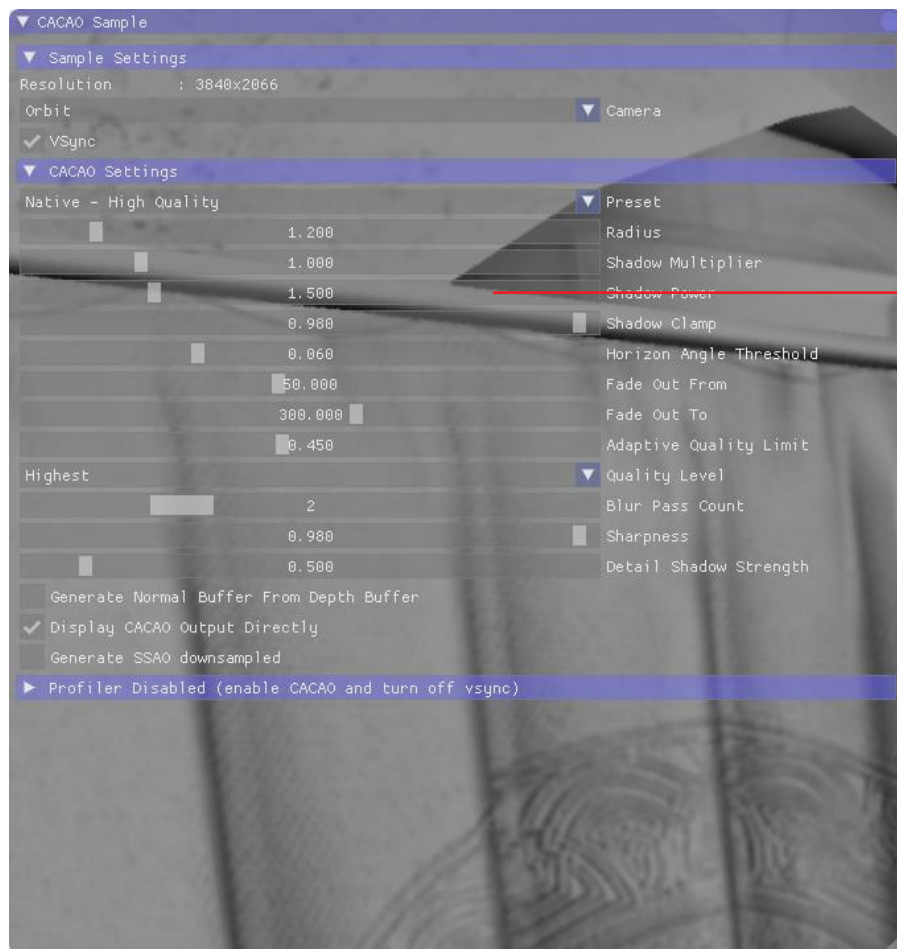 CACAO Sample
Sample Settings
Resolution : 3840x2066
Orbit Camera
VSync
CACAO Settings
Native - High Quality Preset
1.200 Radius
1.000 Shadow Multiplier
1.500 Shadow Power
0.980 Shadow Clamp
0.060 Horizon Angle Threshold
50.000 Fade Out From
300.000 Fade Out To
0.450 Adaptive Quality Limit
Highest Quality Level
2 Blur Pass Count
0.980 Sharpness
0.500 Detail Shadow Strength
Generate Normal Buffer From Depth Buffer
Display CACAO Output Directly
Generate SSAO downsampled
Profiler Disabled (enable CACAO and turn off vsync)